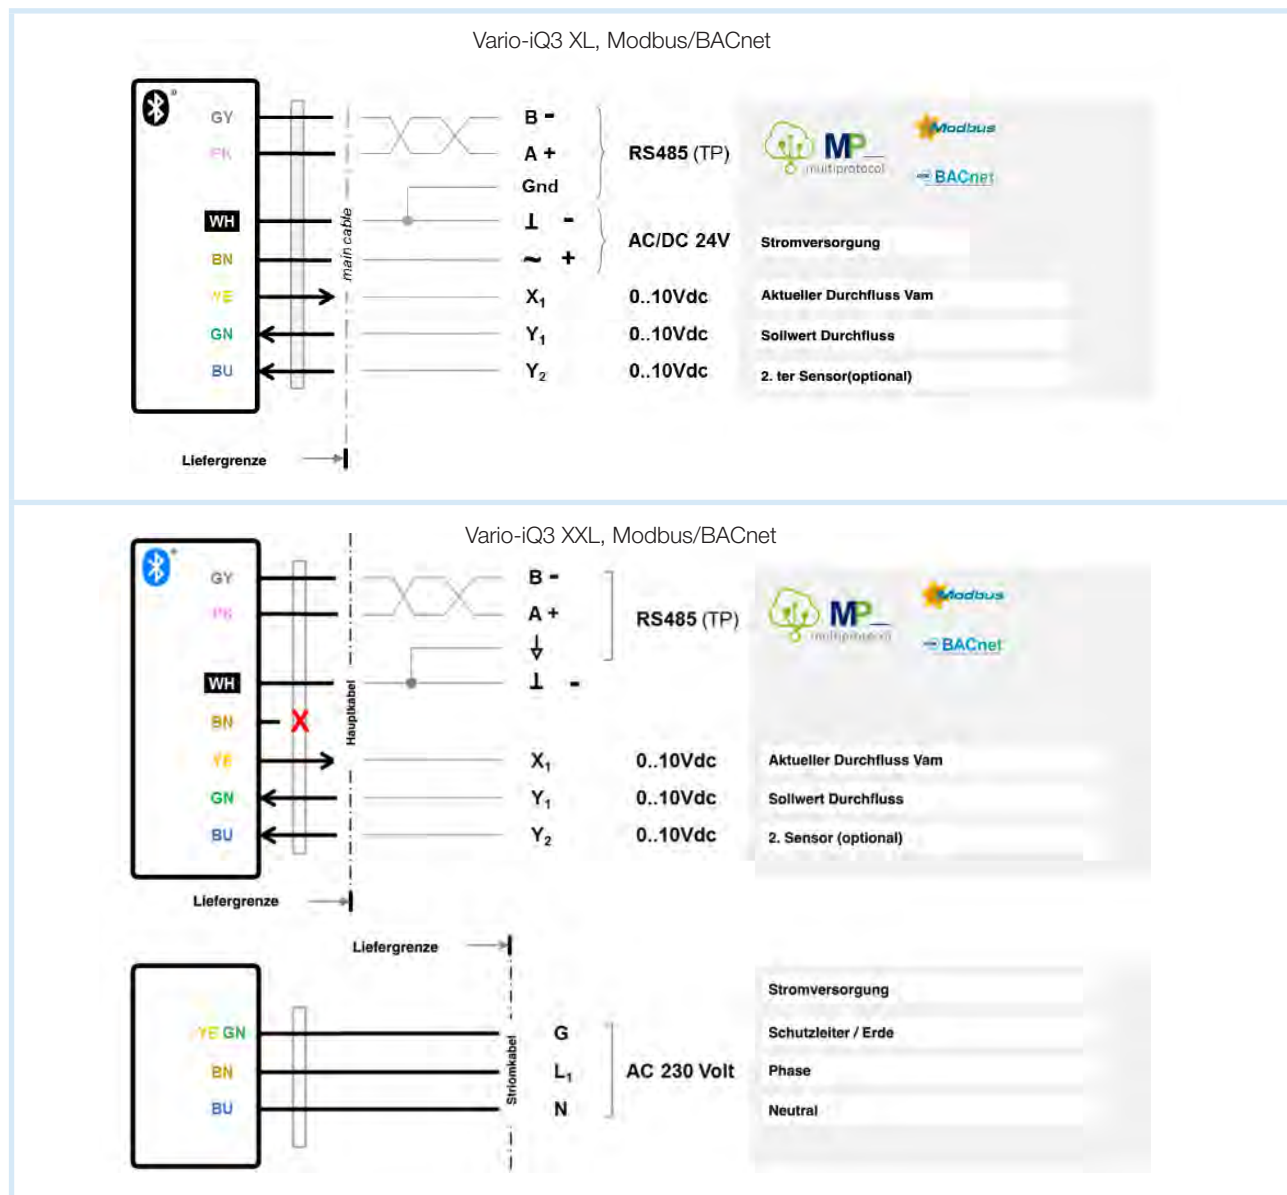 Vario-iQ3 XL, Modbus/BACnet
GY B -
PK A + RS485 (TP)
MP
multiprotocol
Modbus
BACnet
Gnd
WH ⊥ -
AC/DC 24V Stromversorgung
BN ~ +
main cable
YE X1 0..10Vdc Aktueller Durchfluss Vam
GN Y1 0..10Vdc Sollwert Durchfluss
BU Y2 0..10Vdc 2. ter Sensor(optional)
Liefergrenze
Vario-iQ3 XXL, Modbus/BACnet
GY B -
PK A + RS485 (TP)
MP
multiprotocol
Modbus
BACnet
WH ⊥ -
Hauptkabel
BN X
YE X1 0..10Vdc Aktueller Durchfluss Vam
GN Y1 0..10Vdc Sollwert Durchfluss
BU Y2 0..10Vdc 2. Sensor (optional)
Liefergrenze
Liefergrenze
Stromversorgung
YE GN G Schutzleiter / Erde
BN L1 AC 230 Volt Phase
BU N Neutral
Striomkabel